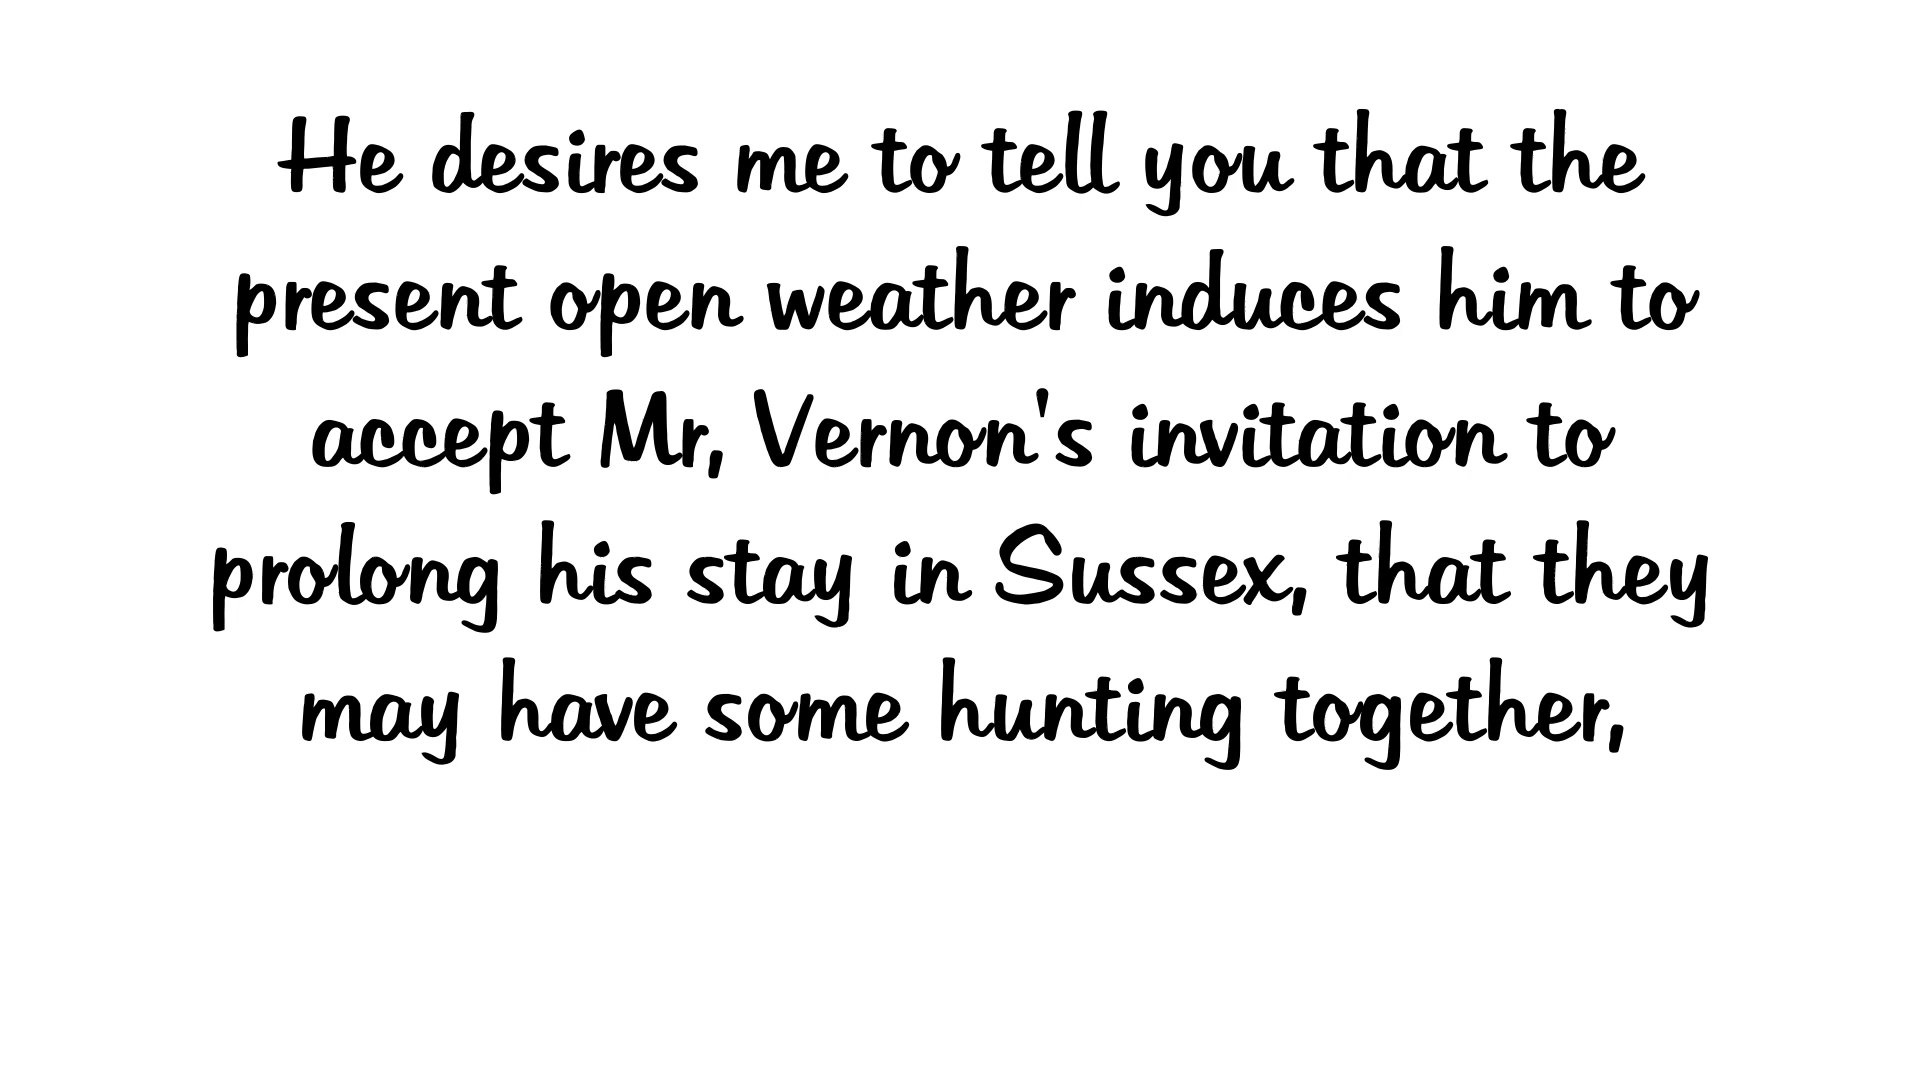 He desires me to tell you that the
present open weather induces him to
accept Mr, Vernon's invitation to
prolong his stay in Sussex, that they
may have some hunting together,